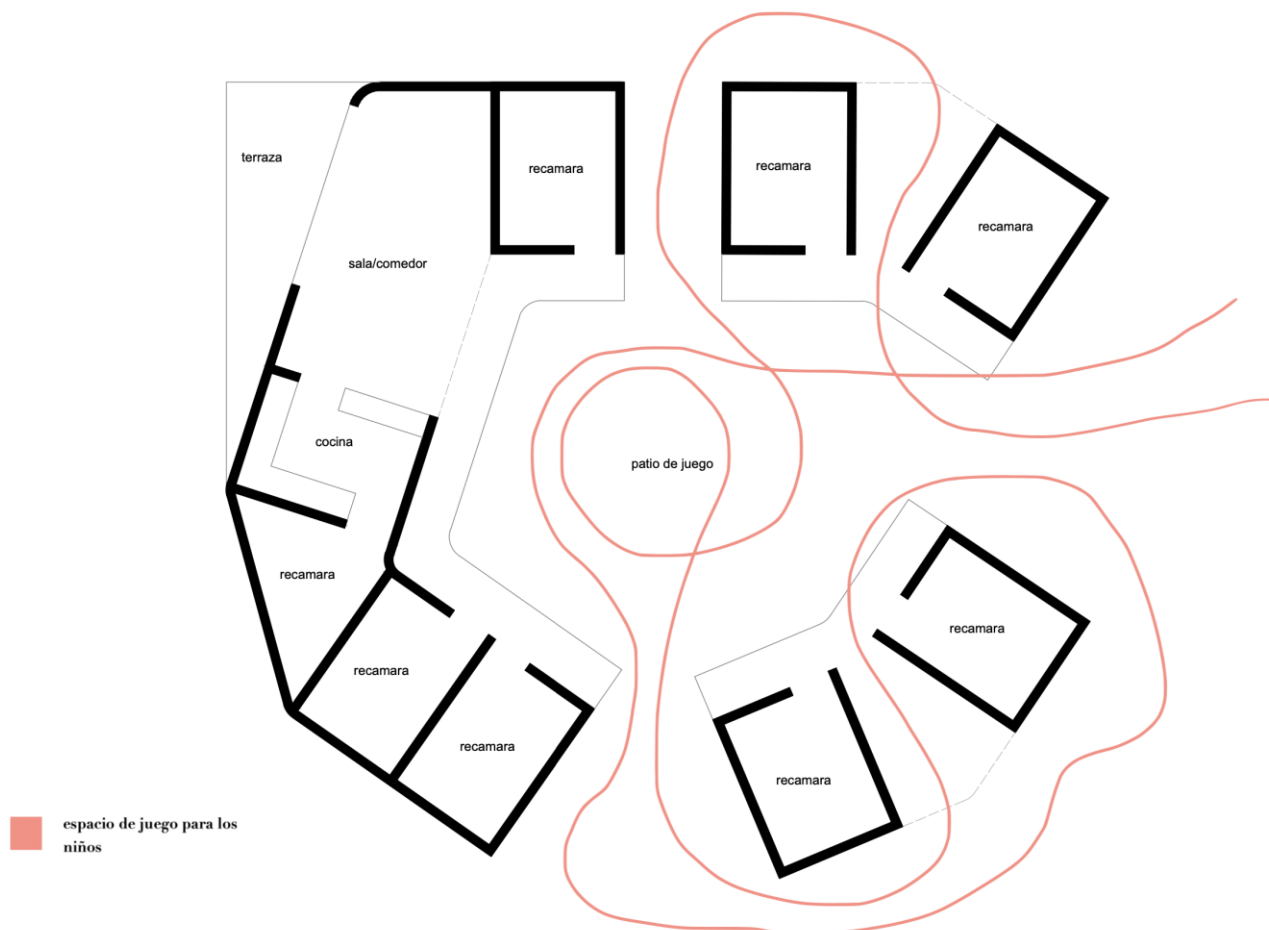 terraza
recamara
recamara
recamara
sala/comedor
cocina
patio de juego
recamara
recamara
recamara
recamara
recamara
espacio de juego para los
niños